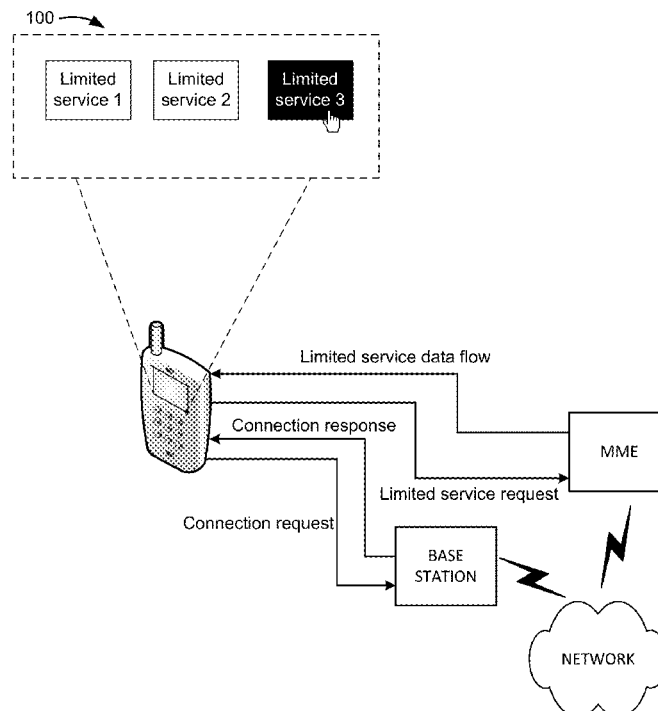 100
Limited
service 1
Limited
service 2
Limited
service 3
Limited service data flow
Connection response
MME
Limited service request
Connection request
BASE
STATION
NETWORK